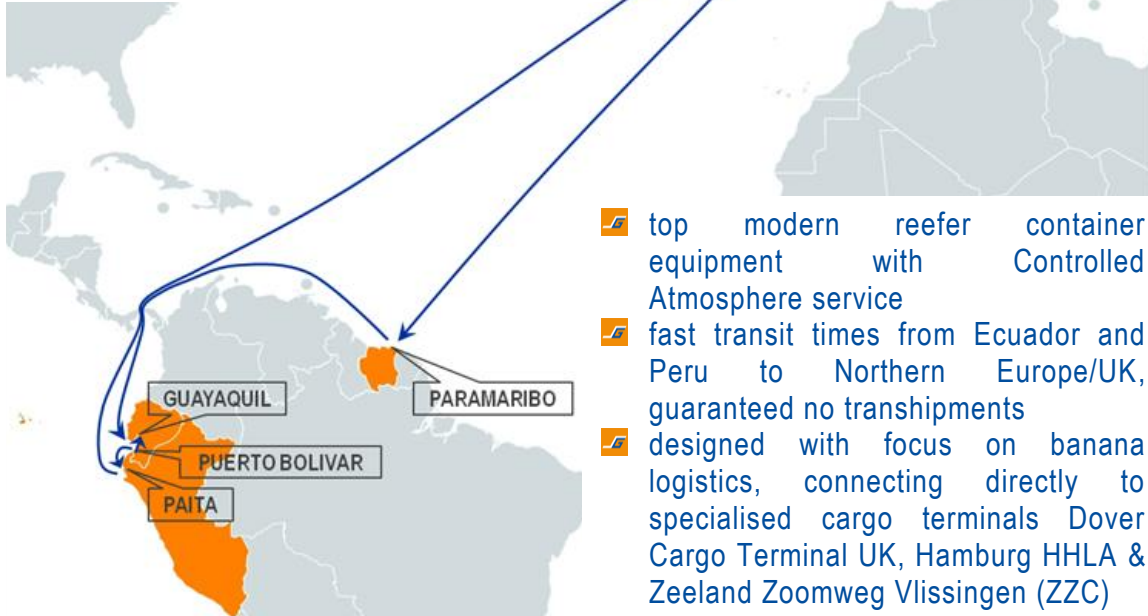 GUAYAQUIL
PARAMARIBO
PUERTO BOLIVAR
PAITA
top modern reefer container
equipment with Controlled
Atmosphere service
fast transit times from Ecuador and
Peru to Northern Europe/UK,
guaranteed no transhipments
designed with focus on banana
logistics, connecting directly to
specialised cargo terminals Dover
Cargo Terminal UK, Hamburg HHLA &
Zeeland Zoomweg Vlissingen (ZZC)